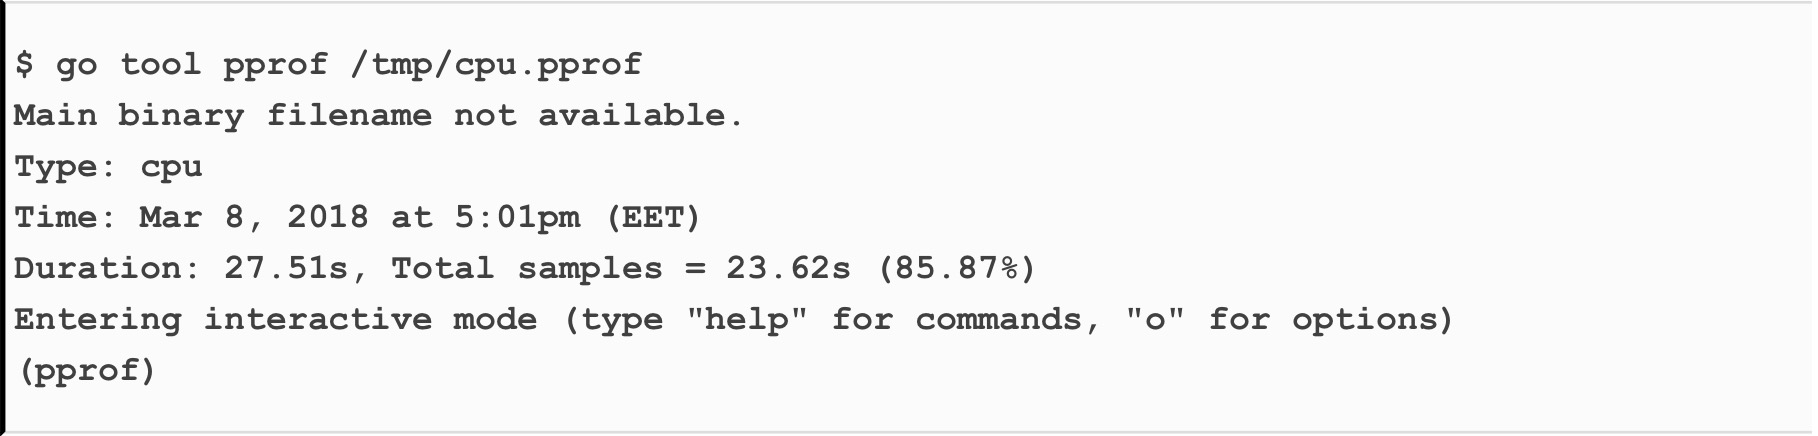 $ go tool pprof /tmp/cpu.pprof
Main binary filename not available.
Type: cpu
Time: Mar 8, 2018 at 5:01pm (EET)
Duration: 27.51s, Total samples = 23.62s (85.87%)
Entering interactive mode (type "help" for commands, "o" for options)
(pprof)